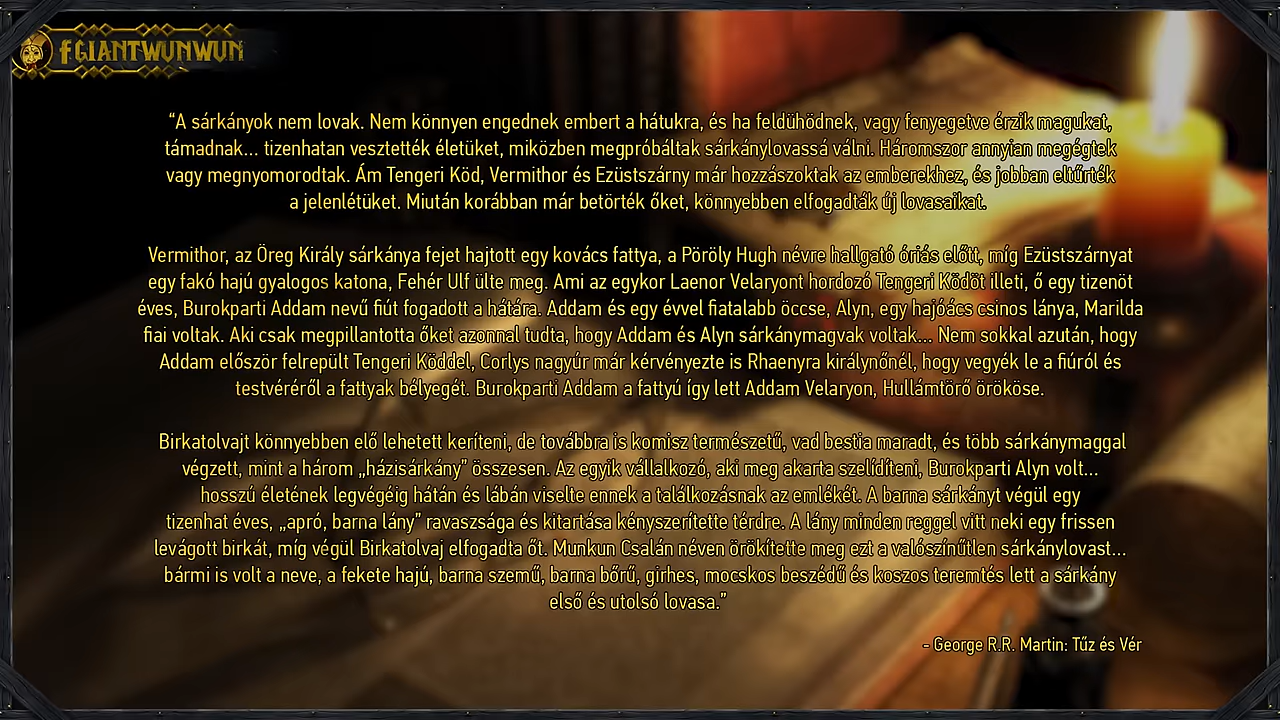 FGIANTWUNWUN
“A sárkányok nem lovak. Nem könnyen engednek embert a hátukra, és ha feldühödnek, vagy fenyegetve érzik magukat,
támadnak... tizenhatan vesztették életüket, miközben megpróbáltak sárkánylovassá válni. Háromszor annyian megégtek
vagy megnyomorodtak. Ám Tengeri Köd, Vermithor és Ezüstszárny már hozzászoktak az emberekhez, és jobban eltűrték
a jelenlétüket. Miután korábban már betörték őket, könnyebben elfogadták új lovasaikat.
Vermithor, az Öreg Király sárkánya fejet hajtott egy kovács fattya, a Pöröly Hugh névre hallgató óriás előtt, míg Ezüstszárnyat
egy fakó hajú gyalogos katona, Fehér Ulf ülte meg. Ami az egykor Laenor Velaryont hordozó Tengeri Ködöt illeti, ő egy tizenöt
éves, Burokparti Addam nevű fiút fogadott a hátára. Addam és egy évvel fiatalabb öccse, Alyn, egy hajóács csinos lánya, Marilda
fiai voltak. Aki csak megpillantotta őket azonnal tudta, hogy Addam és Alyn sárkánymagvak voltak... Nem sokkal azután, hogy
Addam először felrepült Tengeri Köddel, Corlys nagyúr már kérvényezte is Rhaenyra királynőnél, hogy vegyék le a fiúról és
testvéréről a fattyak bélyegét. Burokparti Addam a fattyú így lett Addam Velaryon, Hullámtörő örököse.
Birkatolvajt könnyebben elő lehetett keríteni, de továbbra is komisz természetű, vad bestia maradt, és több sárkánymaggal
végzett, mint a három „házisárkány” összesen. Az egyik vállalkozó, aki meg akarta szelídíteni, Burokparti Alyn volt...
hosszú életének legvégéig hátán és lábán viselte ennek a találkozásnak az emlékét. A barna sárkányt végül egy
tizenhat éves, „apró, barna lány” ravaszsága és kitartása kényszerítette térdre. A lány minden reggel vitt neki egy frissen
levágott birkát, míg végül Birkatolvaj elfogadta őt. Munkun Csalán néven örökítette meg ezt a valószínűtlen sárkánylovast...
bármi is volt a neve, a fekete hajú, barna szemű, barna bőrű, girhes, mocskos beszédű és koszos teremtés lett a sárkány
első és utolsó lovasa.”
- George R.R. Martin: Tűz és Vér